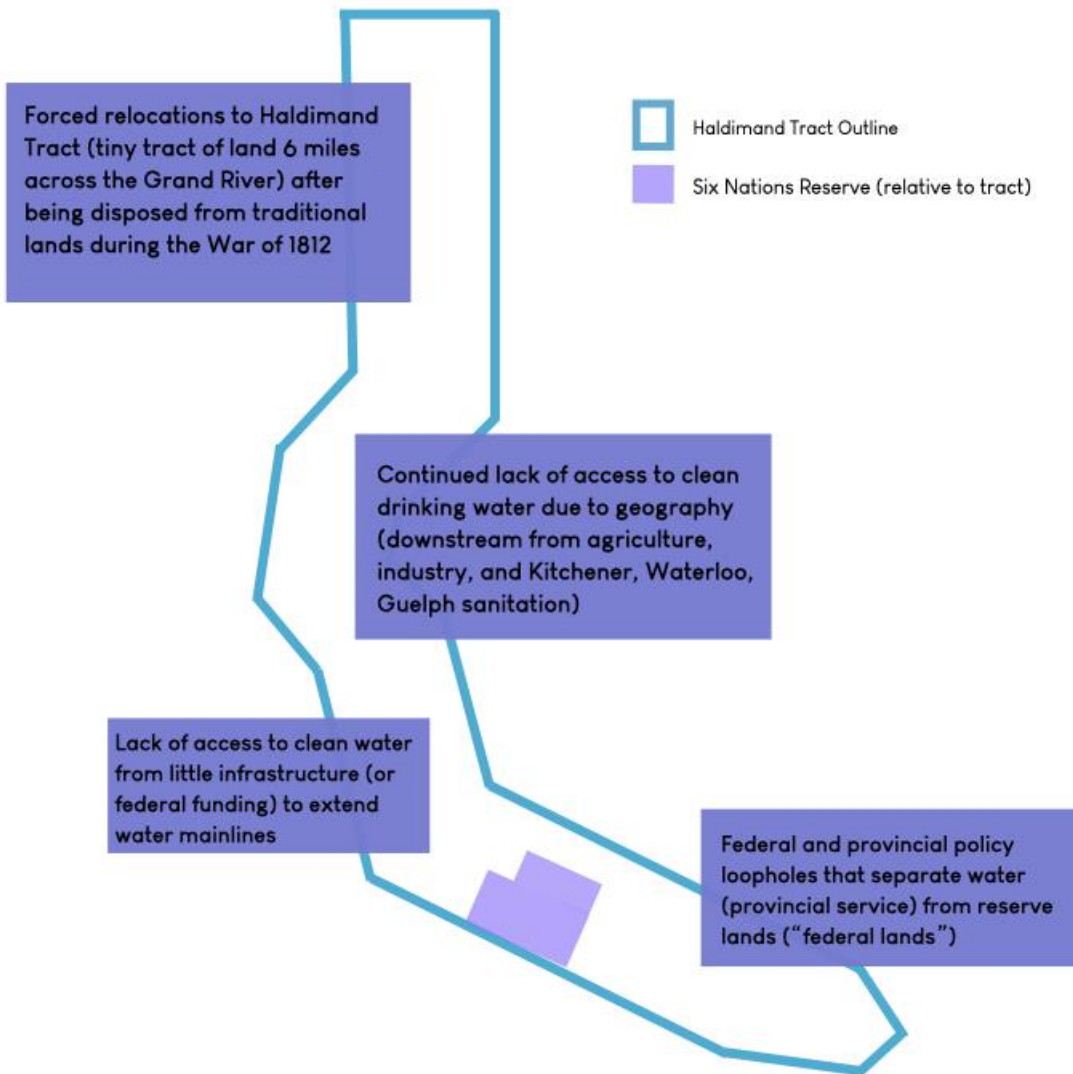 Forced relocations to Haldimand
Tract (tiny tract of land 6 miles
across the Grand River) after
being disposed from traditional
lands during the War of 1812
Haldimand Tract Outline
Six Nations Reserve (relative to tract)
Continued lack of access to clean
drinking water due to geography
(downstream from agriculture,
industry, and Kitchener, Waterloo,
Guelph sanitation)
Lack of access to clean water
from little infrastructure (or
federal funding) to extend
water mainlines
Federal and provincial policy
loopholes that separate water
(provincial service) from reserve
lands (“federal lands”)